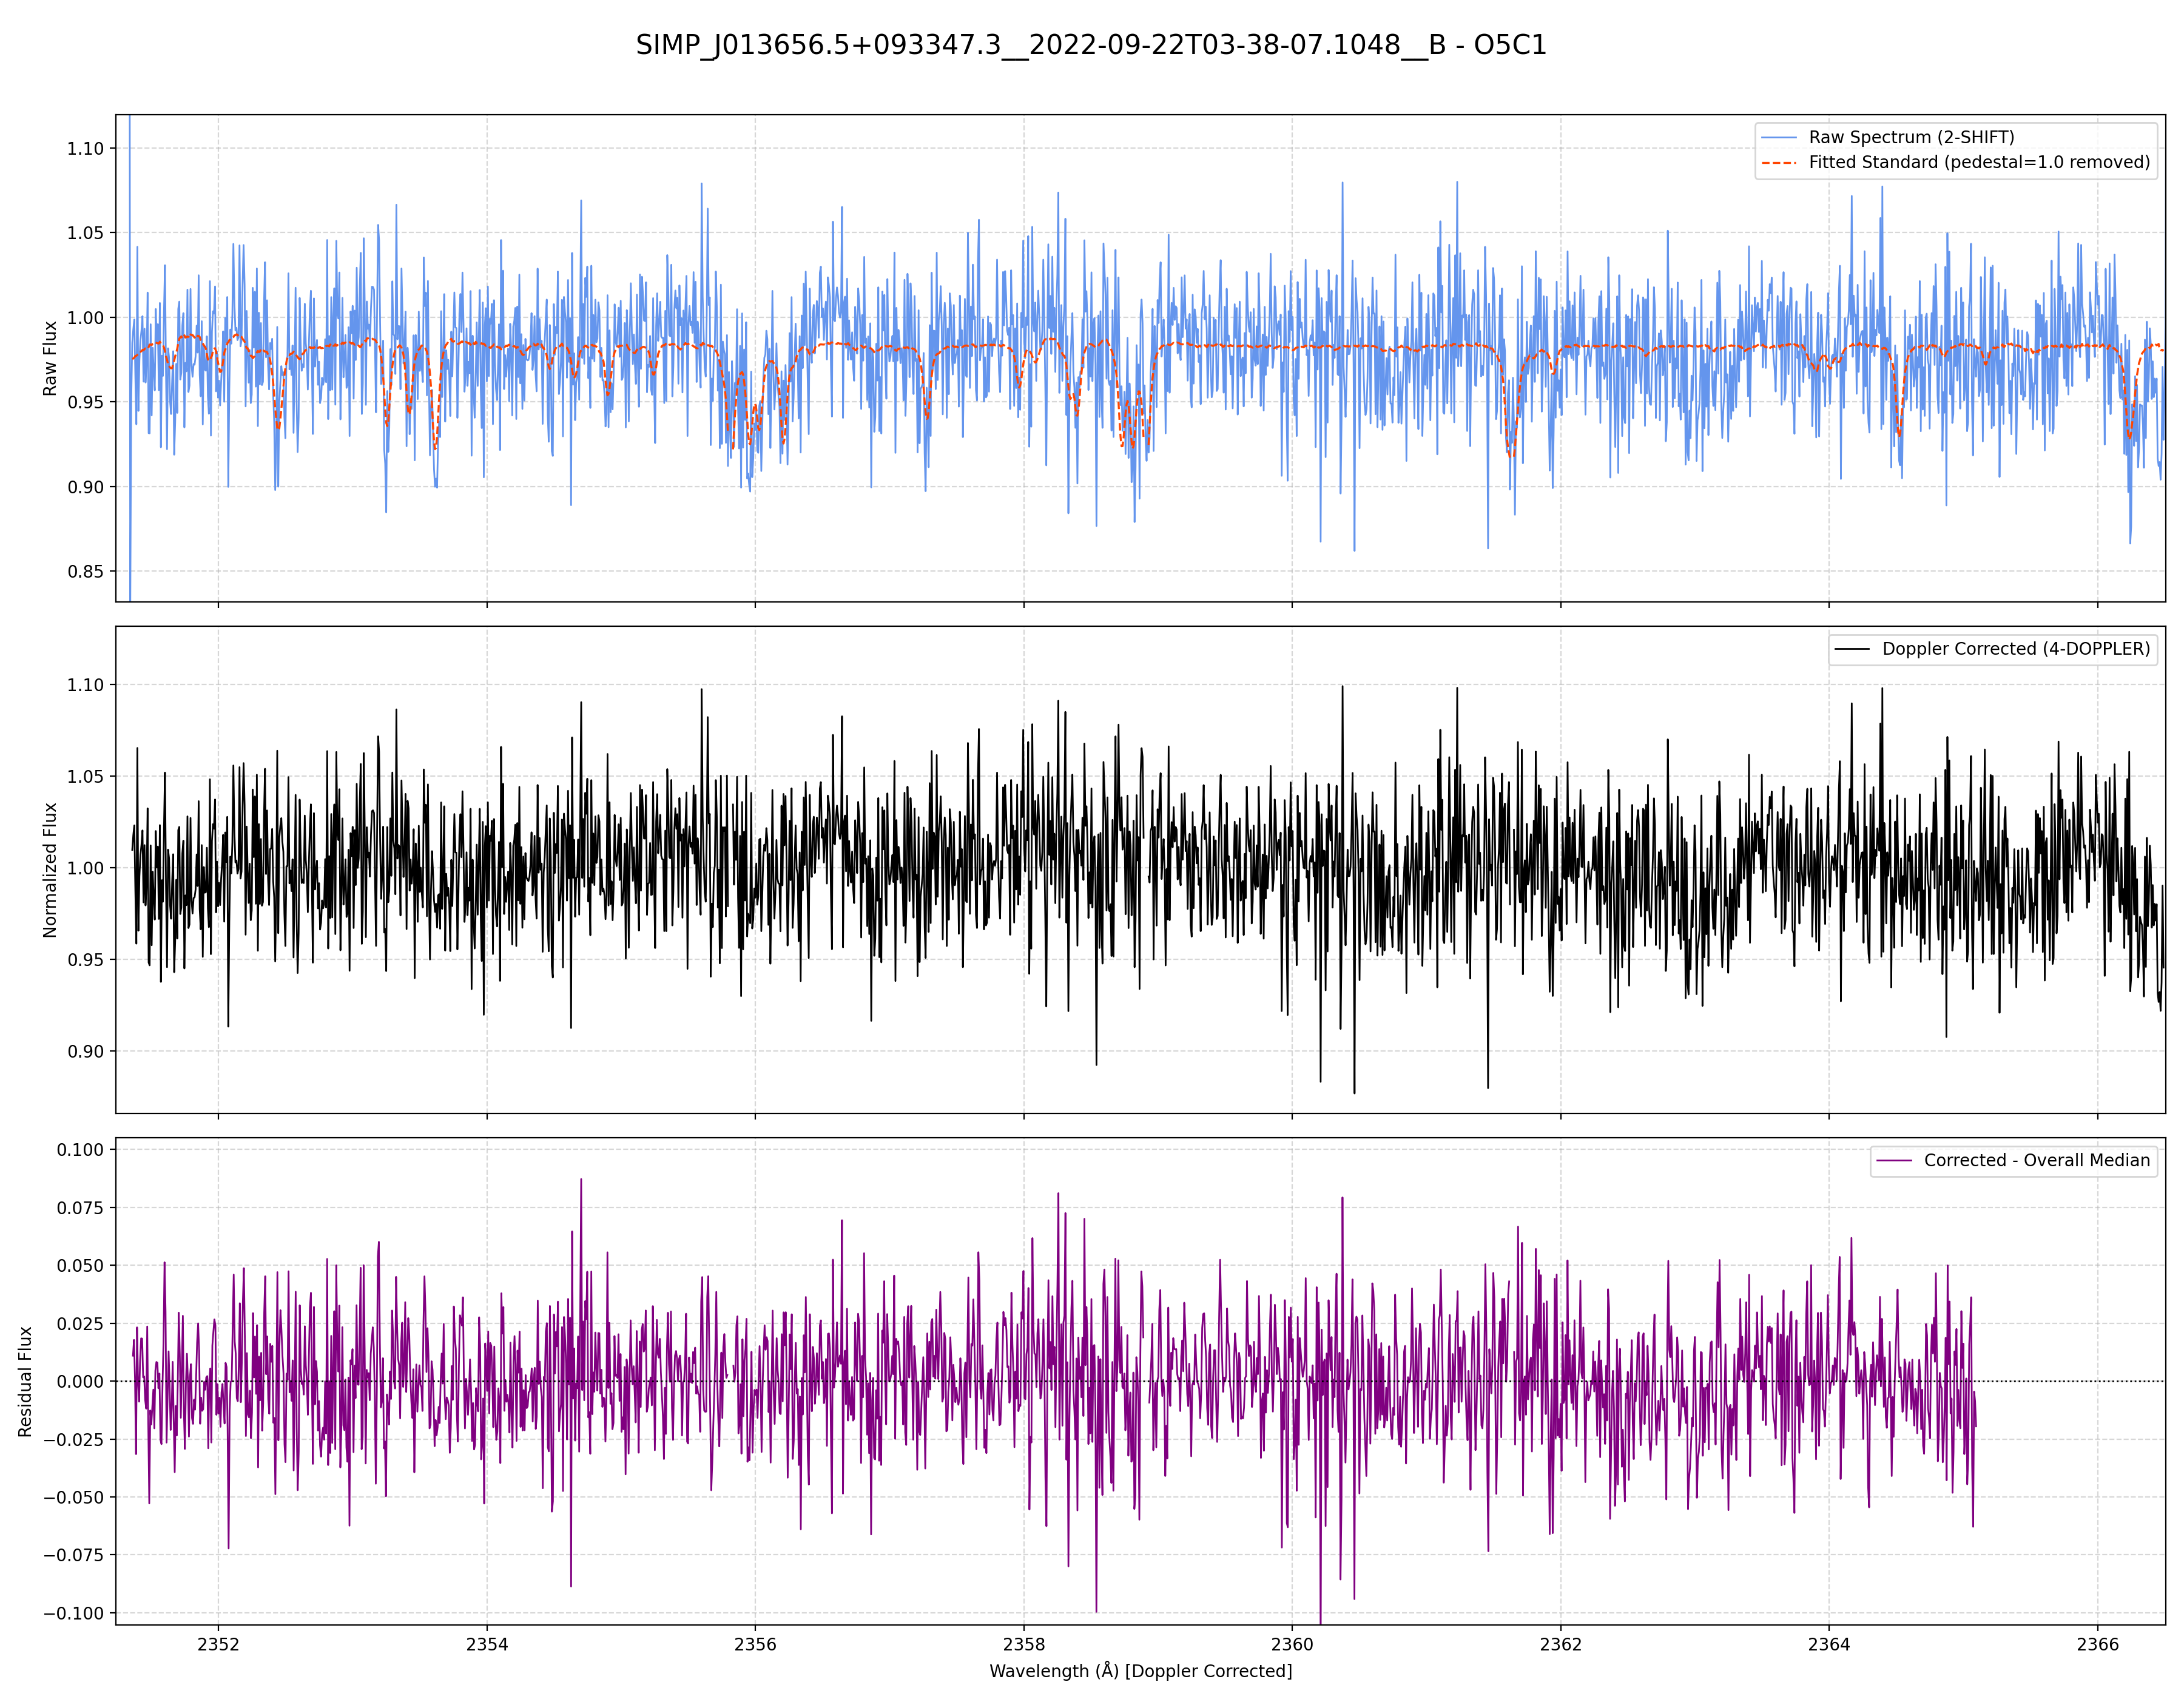 SIMP_J013656.5+093347.3__2022-09-22T03-38-07.1048__B - O5C1
Raw Spectrum (2-SHIFT)
Fitted Standard (pedestal=1.0 removed)
Raw Flux
1.10
1.05
1.00
0.95
0.90
0.85
Doppler Corrected (4-DOPPLER)
Normalized Flux
1.10
1.05
1.00
0.95
0.90
Corrected - Overall Median
Residual Flux
0.100
0.075
0.050
0.025
0.000
−0.025
−0.050
−0.075
−0.100
2352 2354 2356 2358 2360 2362 2364 2366
Wavelength (Å) [Doppler Corrected]